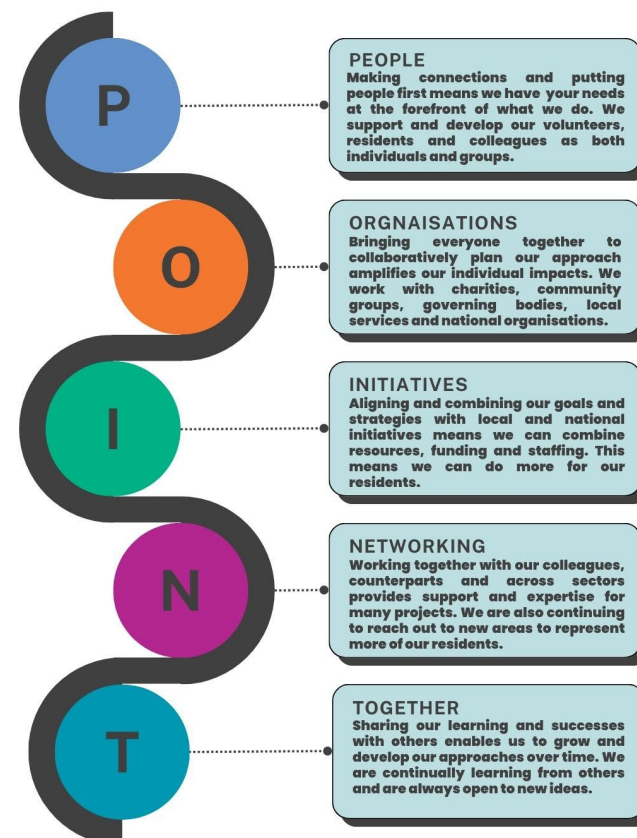 P
PEOPLE
Making connections and putting
people first means we have your needs
at the forefront of what we do. We
support and develop our volunteers,
residents and colleagues as both
individuals and groups.
O
ORGNAISATIONS
Bringing everyone together to
collaboratively plan our approach
amplifies our individual impacts. We
work with charities, community
groups, governing bodies, local
services and national organisations.
I
INITIATIVES
Aligning and combining our goals and
strategies with local and national
initiatives means we can combine
resources, funding and staffing. This
means we can do more for our
residents.
N
NETWORKING
Working together with our colleagues,
counterparts and across sectors
provides support and expertise for
many projects. We are also continuing
to reach out to new areas to represent
more of our residents.
T
TOGETHER
Sharing our learning and successes
with others enables us to grow and
develop our approaches over time. We
are continually learning from others
and are always open to new ideas.